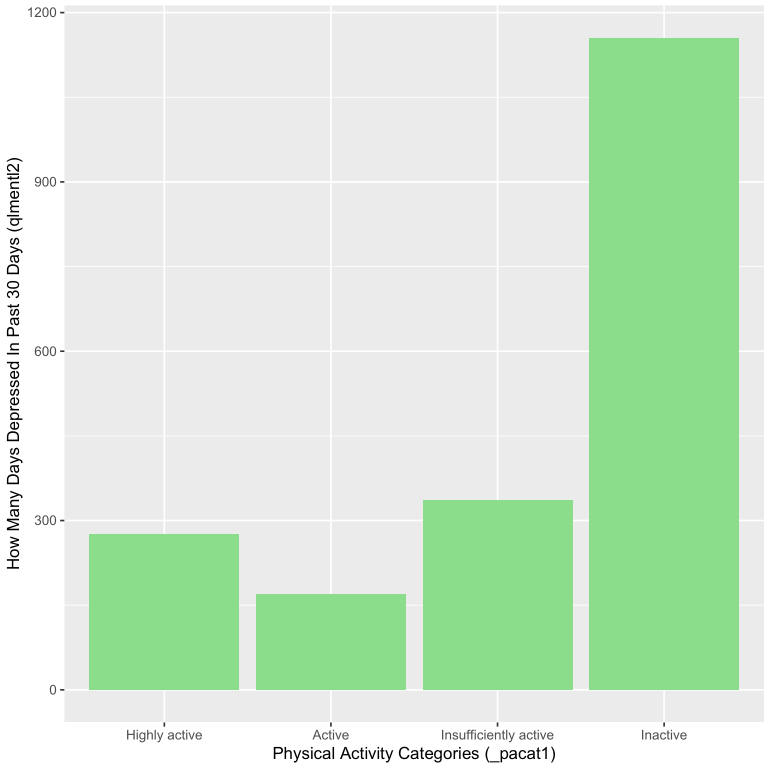 How Many Days Depressed In Past 30 Days (qlmentl2)
1200
900
600
300
0
Highly active Active Insufficiently active Inactive
Physical Activity Categories (_pacat1)